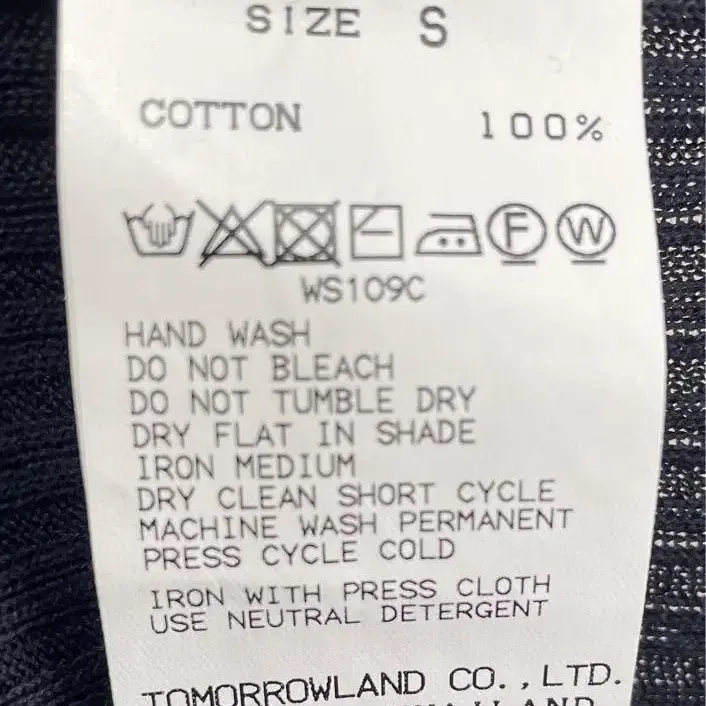 SIZE S
COTTON 100%
F W
WS109C
HAND WASH
DO NOT BLEACH
DO NOT TUMBLE DRY
DRY FLAT IN SHADE
IRON MEDIUM
DRY CLEAN SHORT CYCLE
MACHINE WASH PERMANENT
PRESS CYCLE COLD
IRON WITH PRESS CLOTH
USE NEUTRAL DETERGENT
TOMORROWLAND CO.,LTD.